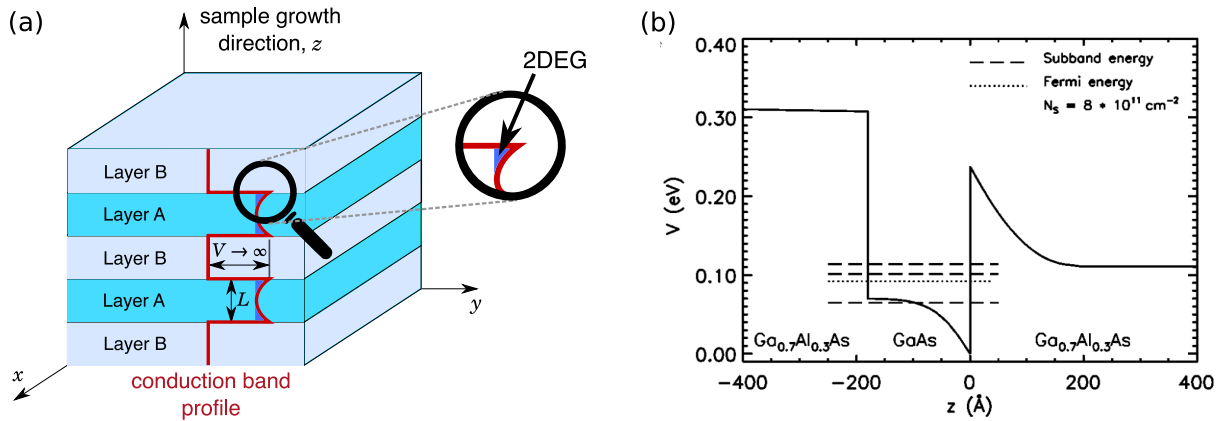 (a)
sample growth
direction, z
2DEG
Layer B
Layer A
Layer B
V → ∞
Layer A
L
Layer B
y
x
conduction band
profile
(b)
0.40
0.30
0.20
0.10
0.00
V (eV)
Subband energy
Fermi energy
N_S = 8 * 10^11 cm^-2
Ga0.7Al0.3As
GaAs
Ga0.7Al0.3As
-400
-200
0
200
400
z (Å)